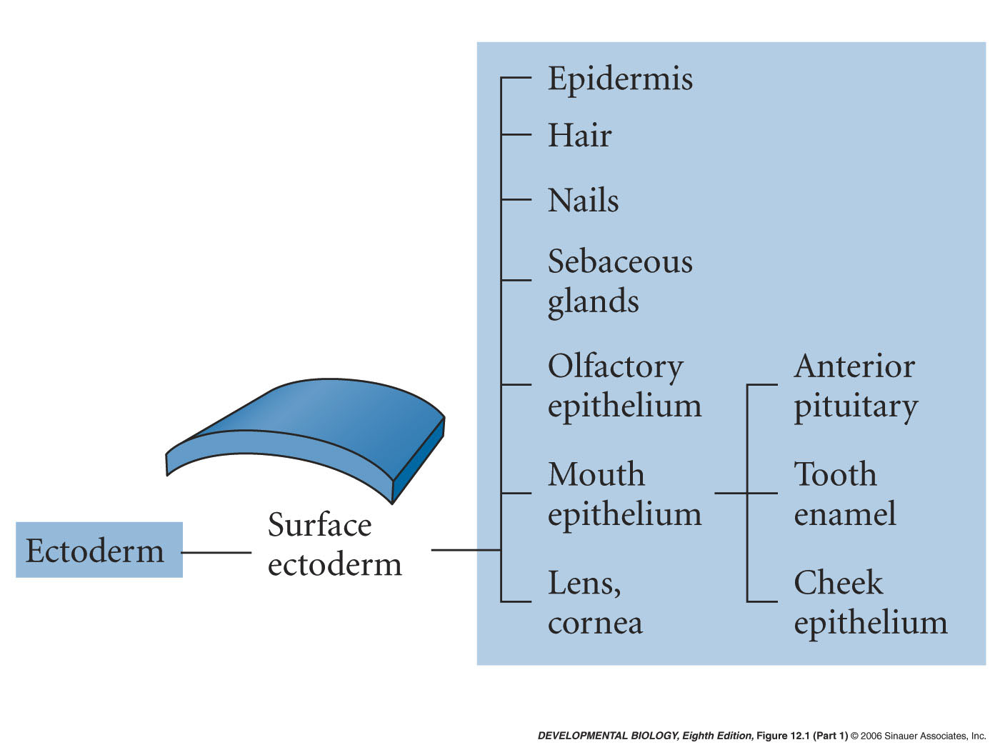 Epidermis
Hair
Nails
Sebaceous
glands
Olfactory
epithelium
Mouth
epithelium
Lens,
cornea
Anterior
pituitary
Tooth
enamel
Cheek
epithelium
Surface
ectoderm
Ectoderm
DEVELOPMENTAL BIOLOGY, Eighth Edition, Figure 12.1 (Part 1) © 2006 Sinauer Associates, Inc.